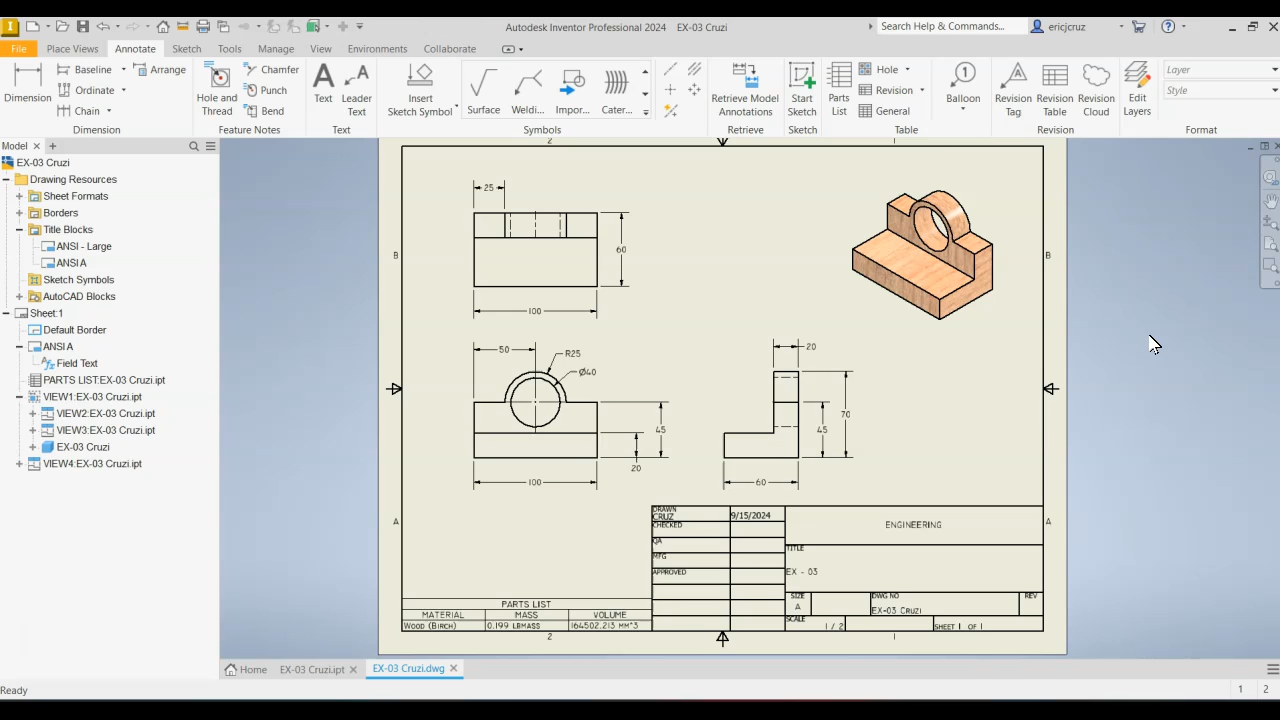 Autodesk Inventor Professional 2024 EX-03 Cruzi
Search Help & Commands...
ericjcruz
File Place Views Annotate Sketch Tools Manage View Environments Collaborate
Dimension
Baseline
Ordinate
Chain
Arrange
Dimension
Hole and Thread
Chamfer
Punch
Bend
Feature Notes
Text
Leader Text
Text
Insert Sketch Symbol
Surface
Weldi...
Impor...
Cater...
Symbols
Retrieve Model Annotations
Retrieve
Start Sketch
Sketch
Parts List
Hole
Revision
General
Table
Balloon
1
Revision Tag
Revision Table
Revision Cloud
Revision
Edit Layers
Layer
Style
Format
Model
EX-03 Cruzi
Drawing Resources
Sheet Formats
Borders
Title Blocks
ANSI - Large
ANSI A
Sketch Symbols
AutoCAD Blocks
Sheet:1
Default Border
ANSI A
Field Text
PARTS LIST:EX-03 Cruzi.ipt
VIEW1:EX-03 Cruzi.ipt
VIEW2:EX-03 Cruzi.ipt
VIEW3:EX-03 Cruzi.ipt
EX-03 Cruzi
VIEW4:EX-03 Cruzi.ipt
2 1
B B
25
60
100
50
R25
Ø40
45
20
100
20
70
45
60
A A
DRAWN
CRUZ 9/15/2024
CHECKED
QA
MFG
APPROVED
ENGINEERING
TITLE
EX - 03
SIZE
A
DWG NO
EX-03 Cruzi
REV
SCALE
1 / 2
SHEET 1 OF 1
PARTS LIST
MATERIAL MASS VOLUME
Wood (Birch) 0.199 lbmass 164502.213 mm^3
2 1
Home EX-03 Cruzi.ipt EX-03 Cruzi.dwg
Ready
1 2